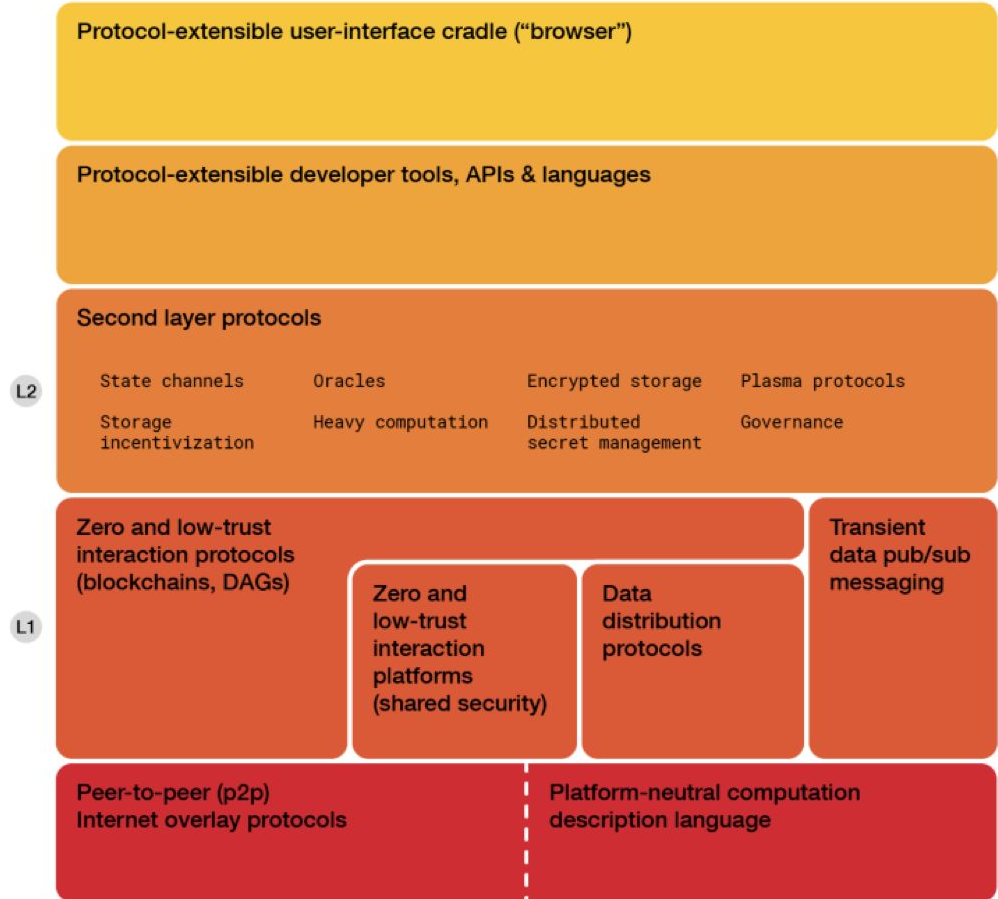 Protocol-extensible user-interface cradle (“browser”)
Protocol-extensible developer tools, APIs & languages
Second layer protocols
L2
State channels
Oracles
Encrypted storage
Plasma protocols
Storage
incentivization
Heavy computation
Distributed
secret management
Governance
L1
Zero and low-trust
interaction protocols
(blockchains, DAGs)
Zero and
low-trust
interaction
platforms
(shared security)
Data
distribution
protocols
Transient
data pub/sub
messaging
Peer-to-peer (p2p)
Internet overlay protocols
Platform-neutral computation
description language